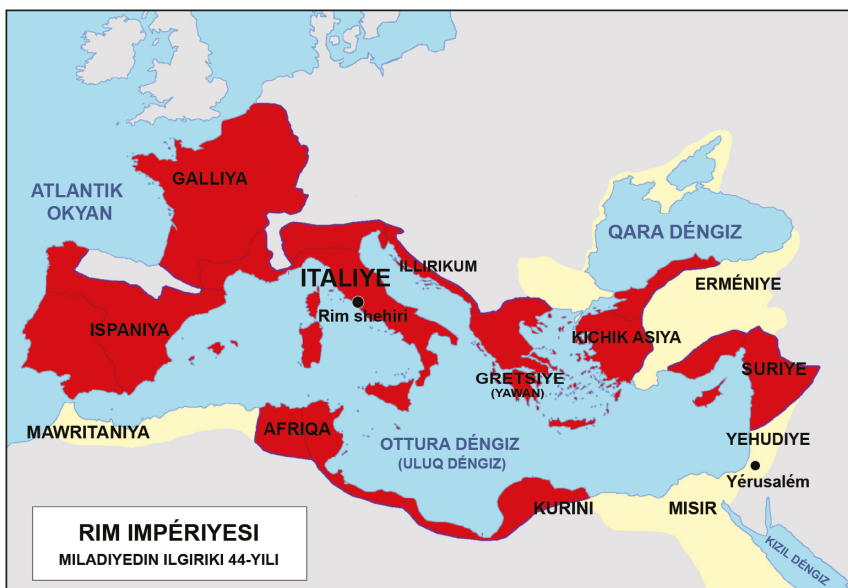 GALLIYA
ATLANTIK
OKYAN
QARA DÉNGIZ
ITALIYE
ILLIRIKUM
ERMÉNIYE
Rim shehiri
ISPANIYA
KICHIK ASIYA
GRETSIYE
(YAWAN)
SURIYE
MAWRITANIYA
AFRIQA
OTTURA DÉNGIZ
(ULUQ DÉNGIZ)
YEHUDIYE
Yérusalém
KURINI
MISIR
KIZIL DÉNGIZ
RIM IMPÉRIYESI
MILADIYEDIN ILGIRIKI 44-YILI